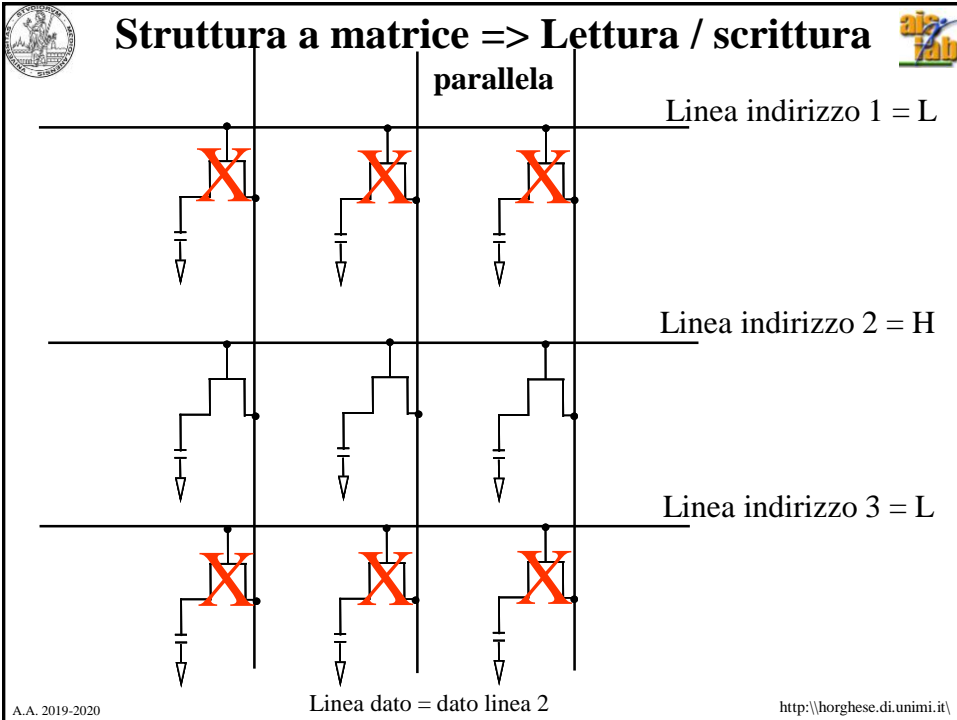 Struttura a matrice => Lettura / scrittura
parallela
Linea indirizzo 1 = L
X X X
Linea indirizzo 2 = H
Linea indirizzo 3 = L
X X X
A.A. 2019-2020
Linea dato = dato linea 2
http:\\horghese.di.unimi.it\